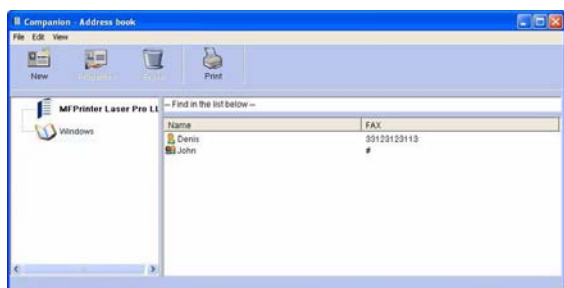 Companion - Address book
File Edit View
New Properties Erase Print
MFPrinter Laser Pro LL
Windows
-- Find in the list below --
Name FAX
Denis 33123123113
John #